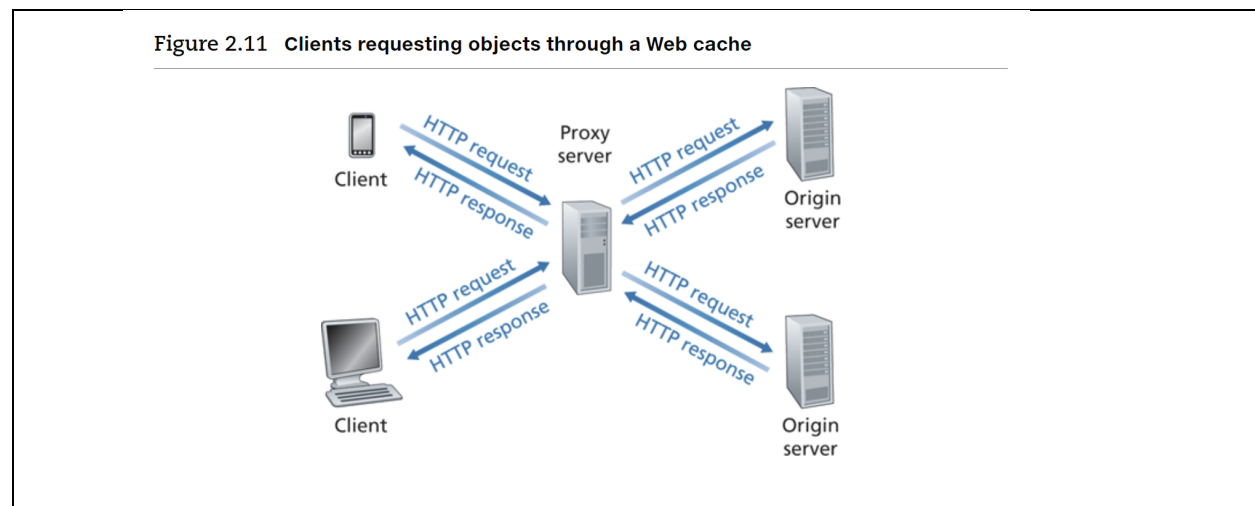 Figure 2.11 Clients requesting objects through a Web cache
HTTP request
HTTP response
Client
Proxy
server
HTTP request
HTTP response
Origin
server
HTTP request
HTTP response
Client
HTTP request
HTTP response
Origin
server